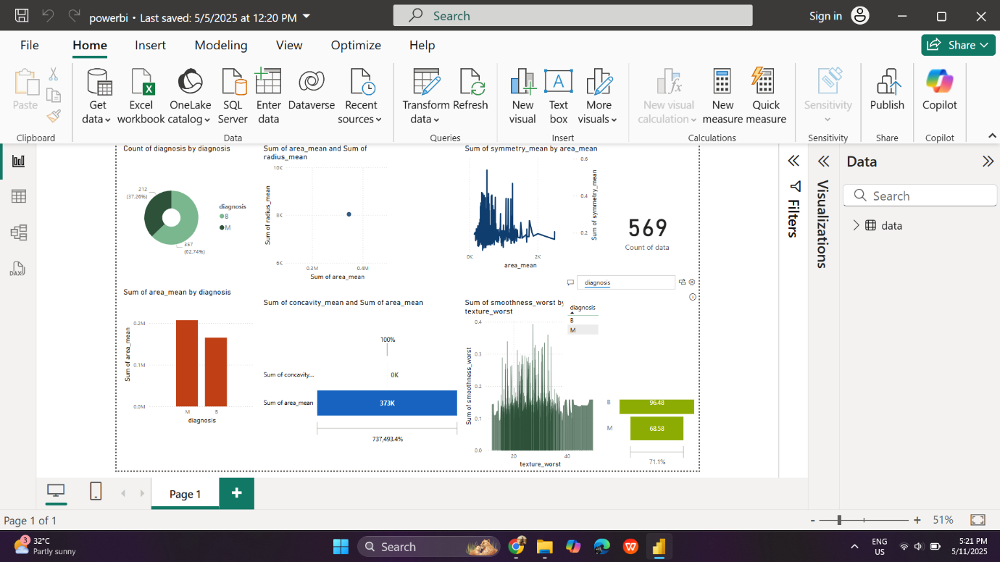 powerbi • Last saved: 5/5/2025 at 12:20 PM
Search
Sign in
File Home Insert Modeling View Optimize Help
Share
Paste
Get data
Excel workbook
OneLake catalog
SQL Server
Enter data
Dataverse
Recent sources
Transform data
Refresh
New visual
Text box
More visuals
New visual calculation
New measure
Quick measure
Sensitivity
Publish
Copilot
Clipboard
Data
Queries
Insert
Calculations
Sensitivity
Share
Copilot
DAX
Count of diagnosis by diagnosis
212
(37.26%)
357
(62.74%)
diagnosis
B
M
Sum of area_mean and Sum of
radius_mean
Sum of radius_mean
10K
8K
6K
0.3M 0.4M
Sum of area_mean
Sum of symmetry_mean by area_mean
0.6
0.4
0.2
Sum of symmetry_mean
0K 2K
area_mean
569
Count of data
diagnosis
Sum of area_mean by diagnosis
Sum of area_mean
0.2M
0.1M
0.0M
M B
diagnosis
Sum of concavity_mean and Sum of area_mean
100%
Sum of concavity... 0K
Sum of area_mean 373K
737,493.4%
Sum of smoothness_worst by
texture_worst
Sum of smoothness_worst
0.4
0.3
0.2
0.1
0.0
20 40
texture_worst
diagnosis
B
M
B 96.48
M 68.58
71.1%
Filters
Visualizations
Data
Search
data
Page 1
+
Page 1 of 1
- + 51%
3
32°C
Partly sunny
Search
ENG
US
5:21 PM
5/11/2025